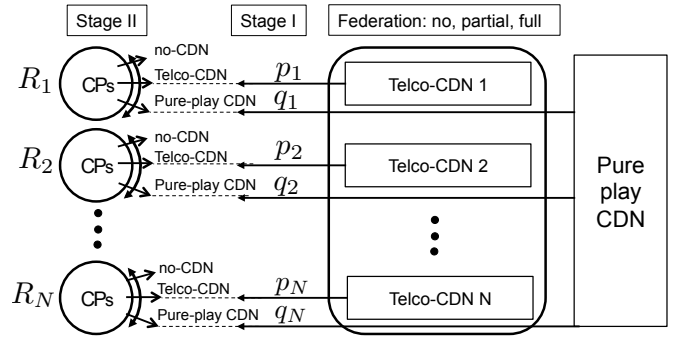 Stage II Stage I Federation: no, partial, full
no-CDN
R1 CPs Telco-CDN p1 Telco-CDN 1
Pure-play CDN q1
no-CDN
R2 CPs Telco-CDN p2 Telco-CDN 2
Pure-play CDN q2
Pure
play
CDN
no-CDN
RN CPs Telco-CDN pN Telco-CDN N
Pure-play CDN qN